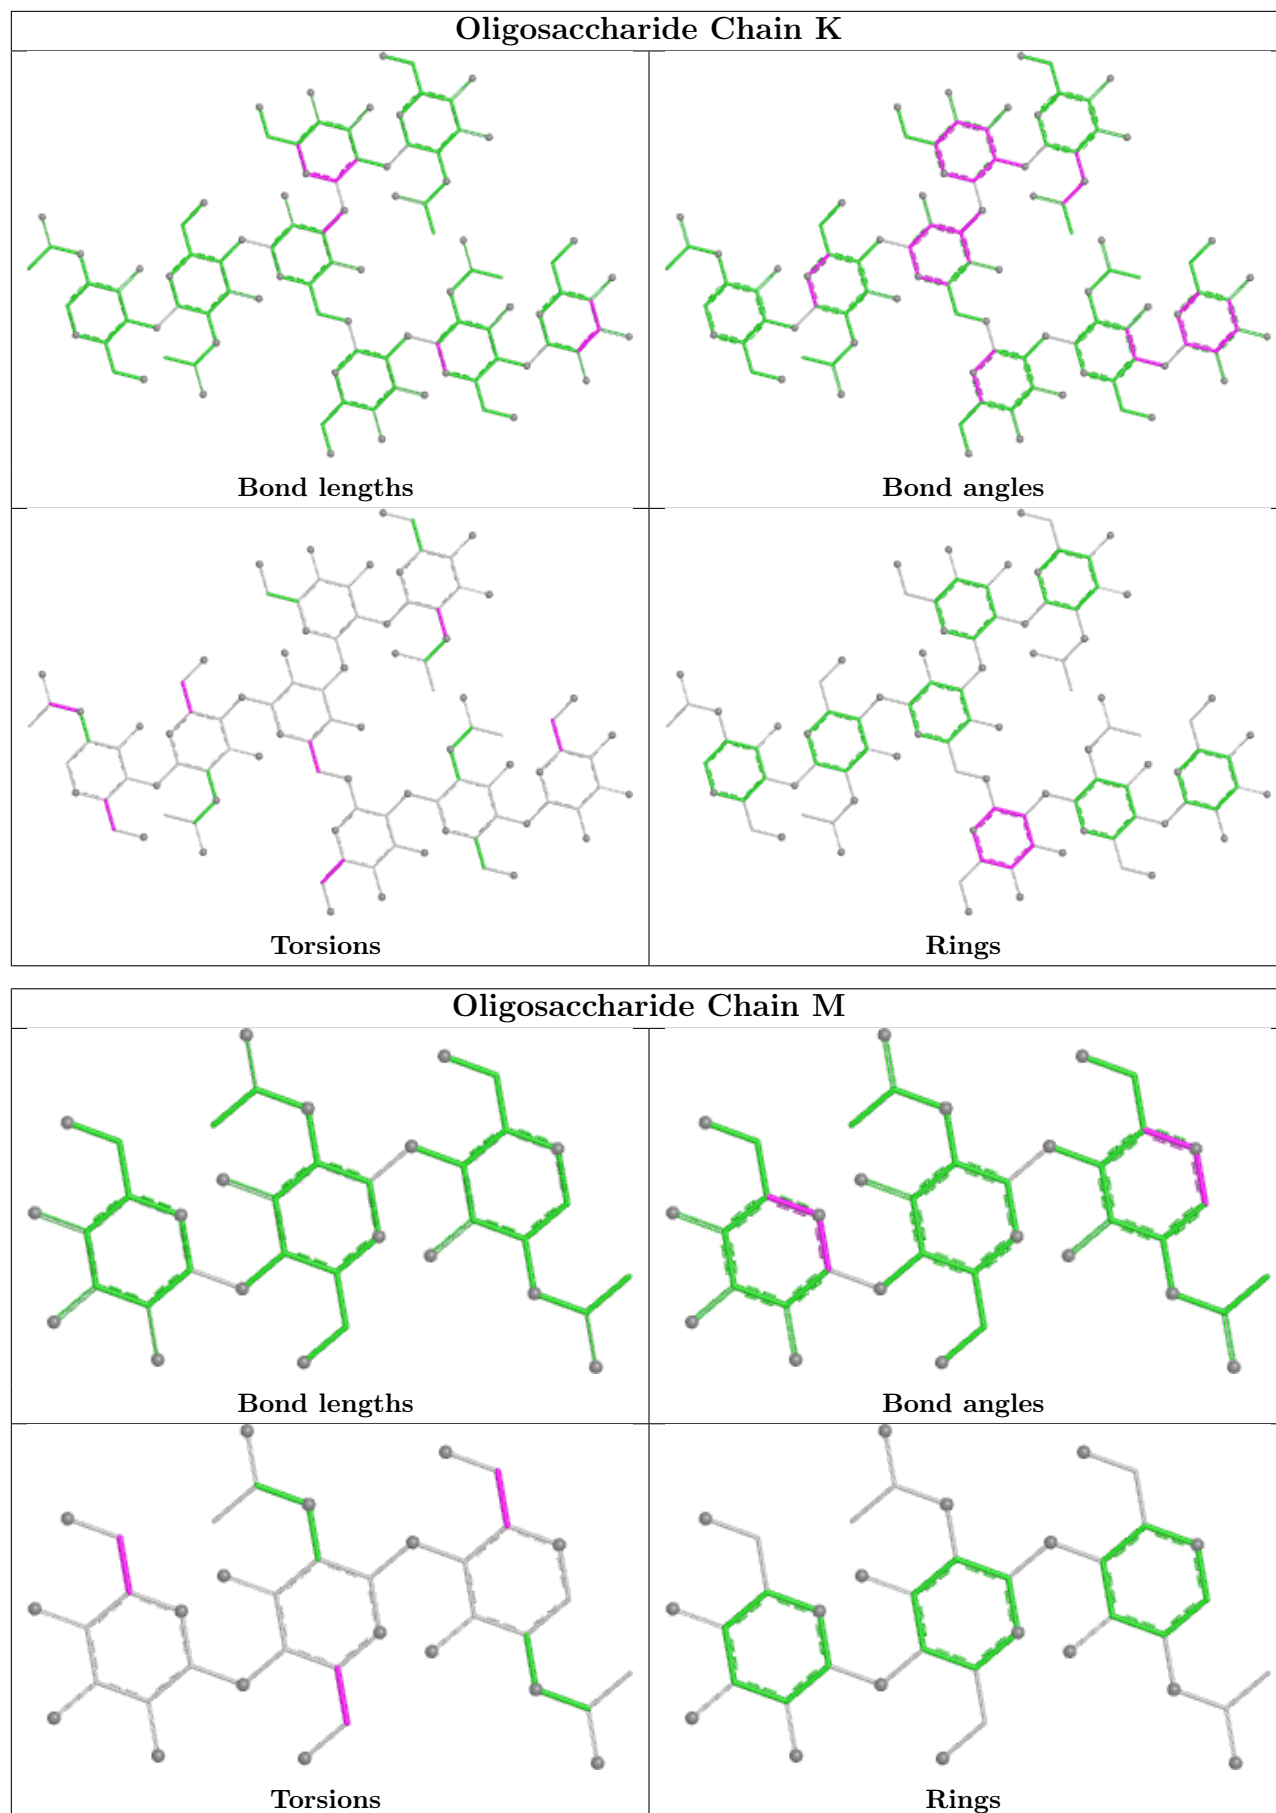 Oligosaccharide Chain K
Bond lengths
Bond angles
Torsions
Rings
Oligosaccharide Chain M
Bond lengths
Bond angles
Torsions
Rings